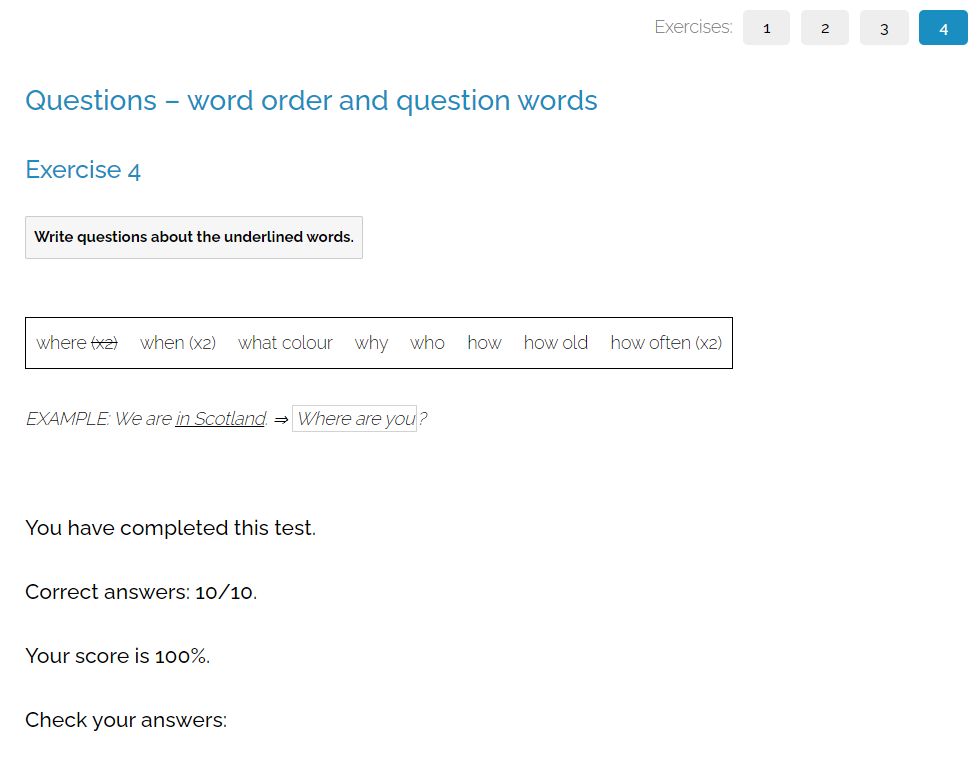 Exercises: 1 2 3 4
Questions – word order and question words
Exercise 4
Write questions about the underlined words.
where (x2) when (x2) what colour why who how how old how often (x2)
EXAMPLE: We are in Scotland. ⇒ Where are you?
You have completed this test.
Correct answers: 10/10.
Your score is 100%.
Check your answers: